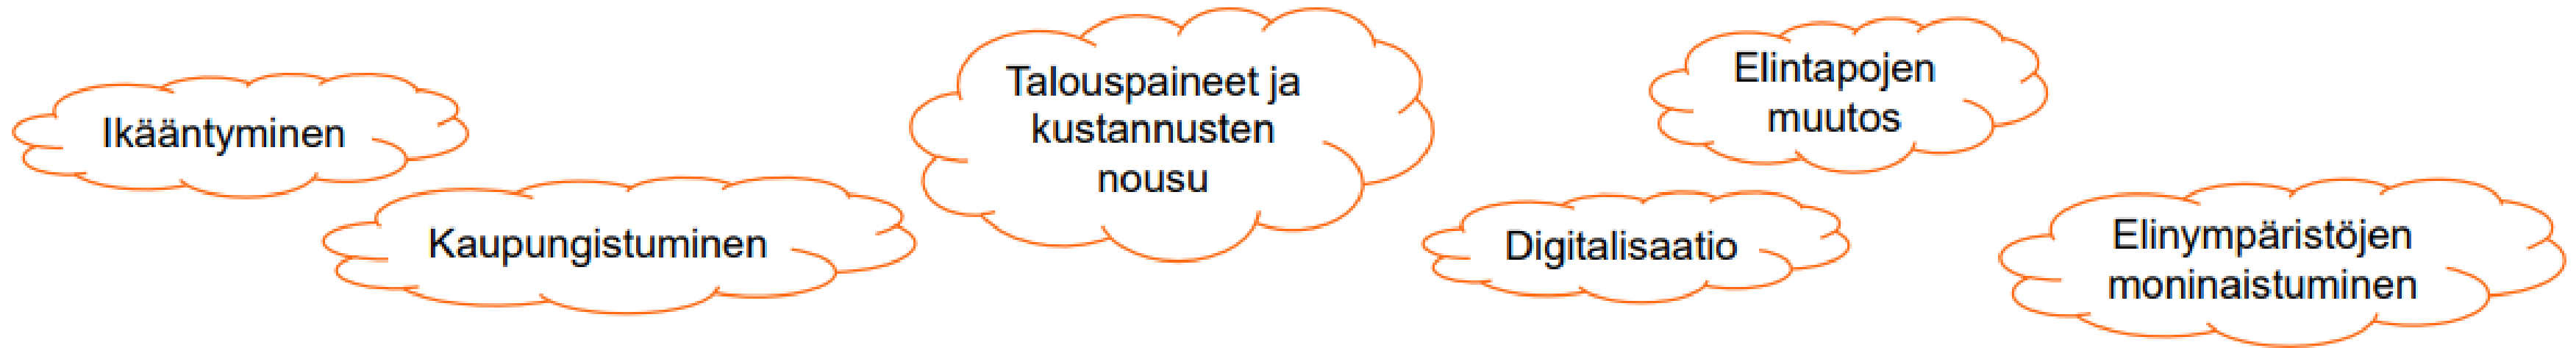 Ikääntyminen
Kaupungistuminen
Talouspaineet ja
kustannusten
nousu
Digitalisaatio
Elintapojen
muutos
Elinympäristöjen
moninaistuminen